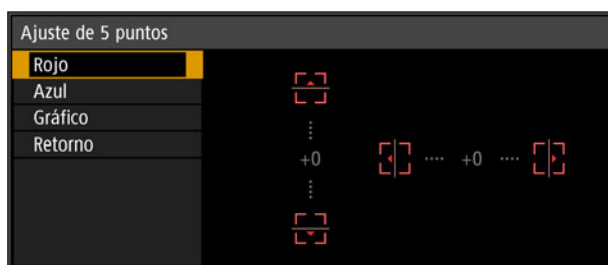 Ajuste de 5 puntos
Rojo
Azul
Gráfico
Retorno
+0
+0